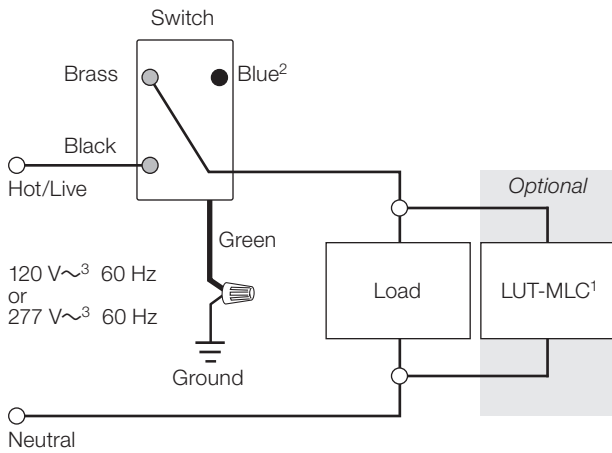 Switch
Brass
Blue²
Black
Hot/Live
Optional
Green
120 V~³ 60 Hz
or
277 V~³ 60 Hz
Load
LUT-MLC¹
Ground
Neutral